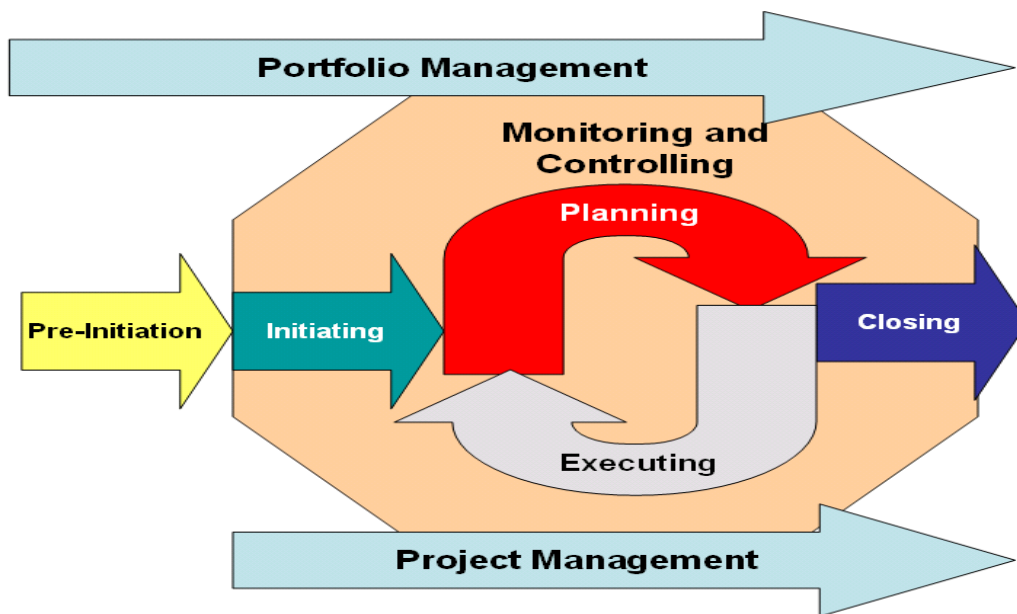 Portfolio Management
Monitoring and
Controlling
Planning
Pre-Initiation
Initiating
Closing
Executing
Project Management